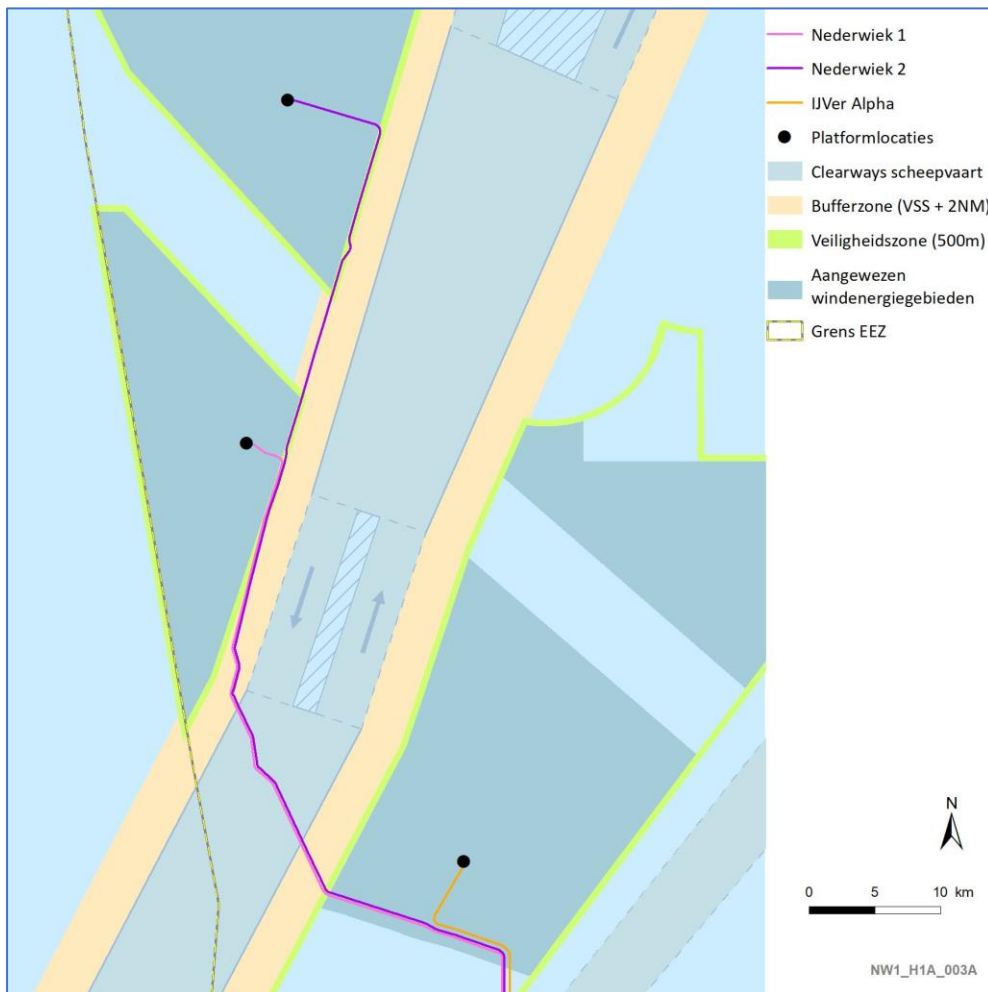 Nederwiek 1
Nederwiek 2
IJVer Alpha
Platformlocaties
Clearways scheepvaart
Bufferzone (VSS + 2NM)
Veiligheidszone (500m)
Aangewezen
windenergiegebieden
Grens EEZ
N
0 5 10 km
NW1_H1A_003A